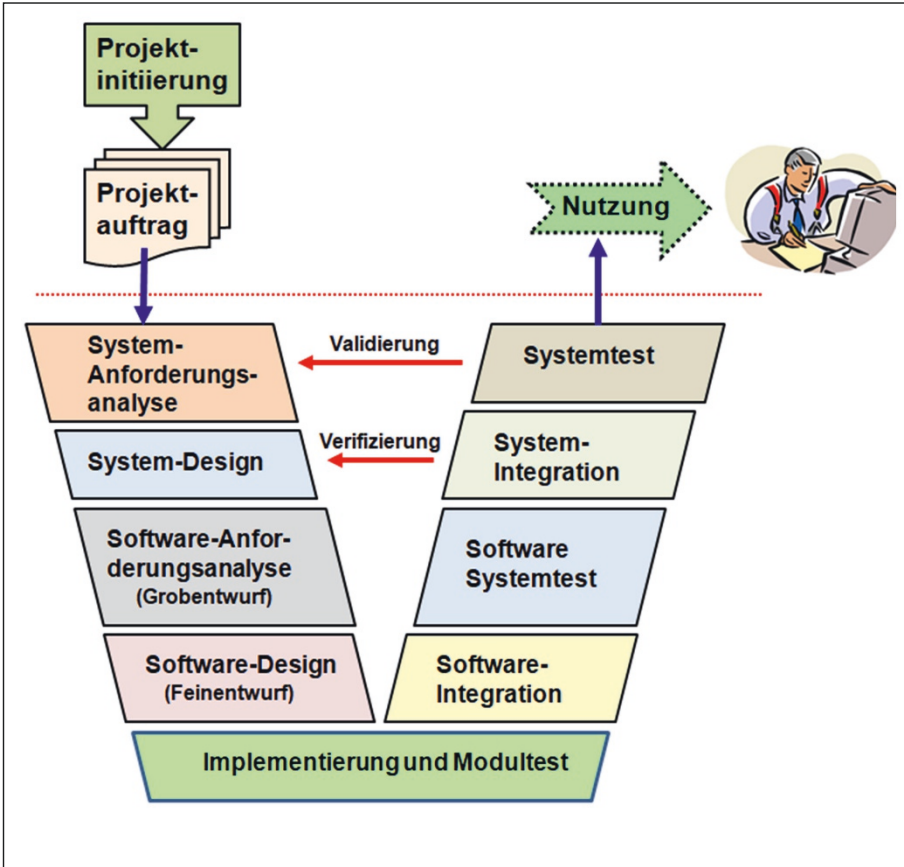 Projekt-
initiierung
Projekt-
auftrag
Nutzung
System-
Anforderungs-
analyse
Validierung
Systemtest
System-Design
Verifizierung
System-
Integration
Software-Anfor-
derungsanalyse
(Grobentwurf)
Software
Systemtest
Software-Design
(Feinentwurf)
Software-
Integration
Implementierung und Modultest